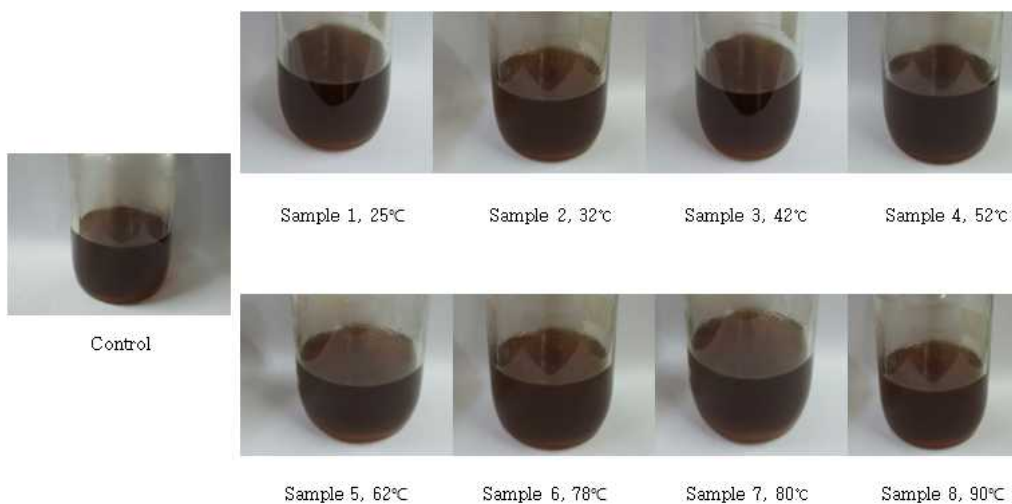 Sample 1, 25℃
Sample 2, 32℃
Sample 3, 42℃
Sample 4, 52℃
Control
Sample 5, 62℃
Sample 6, 78℃
Sample 7, 80℃
Sample 8, 90℃